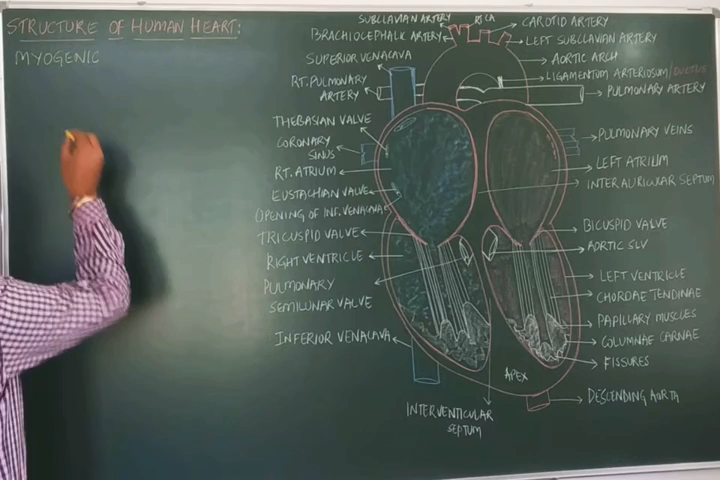 STRUCTURE OF HUMAN HEART:
MYOGENIC
SUBCLAVIAN ARTERY
RT CA
BRACHIOCEPHALK ARTERY
SUPERIOR VENACAVA
RT. PULMONARY
ARTERY
THEBASIAN VALVE
CORONARY
SINUS
RT. ATRIUM
EUSTACHIAN VALVE
OPENING OF INF. VENACAVA
TRICUSPID VALVE
RIGHT VENTRICLE
PULMONARY
SEMILUNAR VALVE
INFERIOR VENACAVA
CAROTID ARTERY
LEFT SUBCLAVIAN ARTERY
AORTIC ARCH
LIGAMENTUM ARTERIOSUM/
PULMONARY ARTERY
PULMONARY VEINS
LEFT ATRIUM
INTERAURICULAR SEPTUM
BICUSPID VALVE
AORTIC SLV
LEFT VENTRICLE
CHORDAE TENDINAE
PAPILLARY MUSCLES
COLUMNAE CARNAE
FISSURES
DESCENDING AORTA
APEX
INTERVENTICULAR
SEPTUM